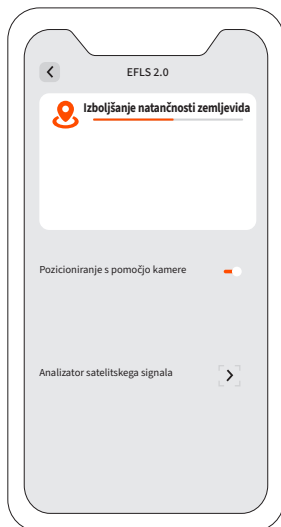 EFLS 2.0
Izboljšanje natančnosti zemljevida
Pozicioniranje s pomočjo kamere
Analizator satelitskega signala